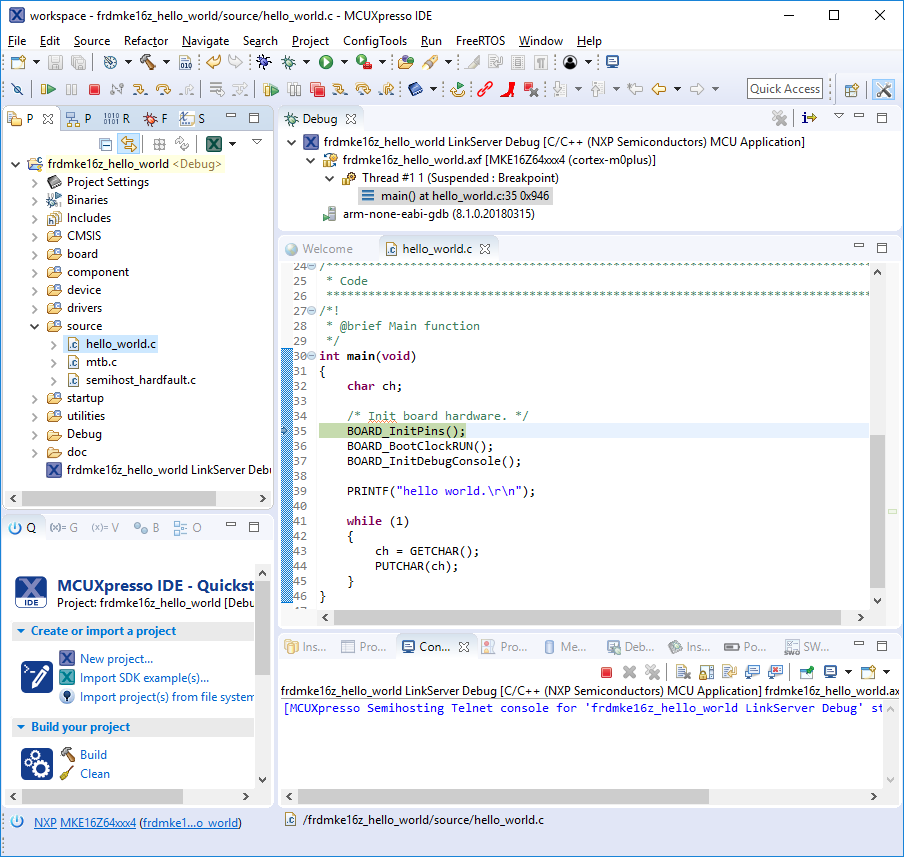 workspace - frdmke16z_hello_world/source/hello_world.c - MCUXpresso IDE
File Edit Source Refactor Navigate Search Project ConfigTools Run FreeRTOS Window Help
Quick Access
P P R F S
frdmke16z_hello_world <Debug>
Project Settings
Binaries
Includes
CMSIS
board
component
device
drivers
source
hello_world.c
mtb.c
semihost_hardfault.c
startup
utilities
Debug
doc
frdmke16z_hello_world LinkServer Debu
Debug
frdmke16z_hello_world LinkServer Debug [C/C++ (NXP Semiconductors) MCU Application]
frdmke16z_hello_world.axf [MKE16Z64xxx4 (cortex-m0plus)]
Thread #1 1 (Suspended : Breakpoint)
main() at hello_world.c:35 0x946
arm-none-eabi-gdb (8.1.0.20180315)
Welcome hello_world.c
24 /*******************************************************************************
25 * Code
26 ******************************************************************************
27 /*!
28 * @brief Main function
29 */
30 int main(void)
31 {
32 char ch;
33
34 /* Init board hardware. */
35 BOARD_InitPins();
36 BOARD_BootClockRUN();
37 BOARD_InitDebugConsole();
38
39 PRINTF("hello world.\r\n");
40
41 while (1)
42 {
43 ch = GETCHAR();
44 PUTCHAR(ch);
45 }
46 }
Q (x)= G (x)= V B O
MCUXpresso IDE - Quickst
IDE
Project: frdmke16z_hello_world [Debu
Create or import a project
New project...
Import SDK example(s)...
Import project(s) from file system
Build your project
Build
Clean
Ins... Pro... Con... Pro... Me... Deb... Ins... Po... SWO SW...
frdmke16z_hello_world LinkServer Debug [C/C++ (NXP Semiconductors) MCU Application] frdmke16z_hello_world.ax
[MCUXpresso Semihosting Telnet console for 'frdmke16z_hello_world LinkServer Debug' st
NXP MKE16Z64xxx4 (frdmke1...o_world)
/frdmke16z_hello_world/source/hello_world.c